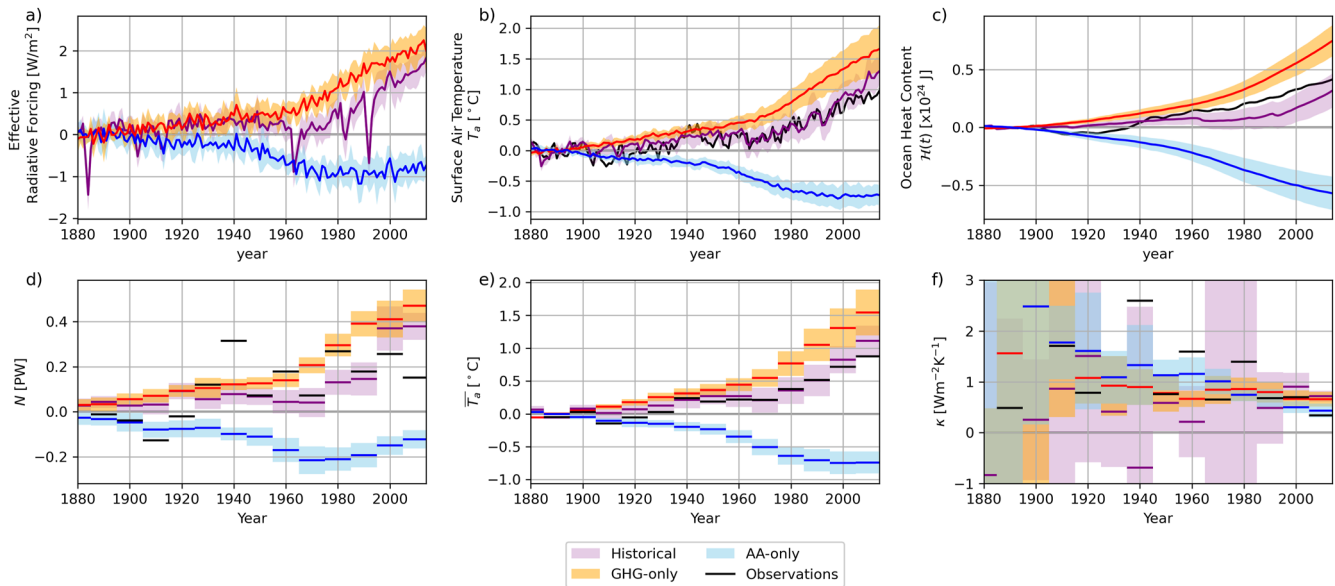 a)
Effective
Radiative Forcing [W/m²]
2
1
0
−1
−2
1880 1900 1920 1940 1960 1980 2000
year
b)
Surface Air Temperature
T̅ₐ [°C]
2.0
1.5
1.0
0.5
0.0
−0.5
−1.0
1880 1900 1920 1940 1960 1980 2000
year
c)
Ocean Heat Content
ℋ(t) [x10²⁴ J]
0.5
0.0
−0.5
1880 1900 1920 1940 1960 1980 2000
year
d)
N [PW]
0.4
0.2
0.0
−0.2
1880 1900 1920 1940 1960 1980 2000
Year
e)
T̅ₐ [°C]
2.0
1.5
1.0
0.5
0.0
−0.5
−1.0
1880 1900 1920 1940 1960 1980 2000
Year
f)
κ [Wm⁻²K⁻¹]
3
2
1
0
−1
1880 1900 1920 1940 1960 1980 2000
Year
Historical
GHG-only
AA-only
Observations